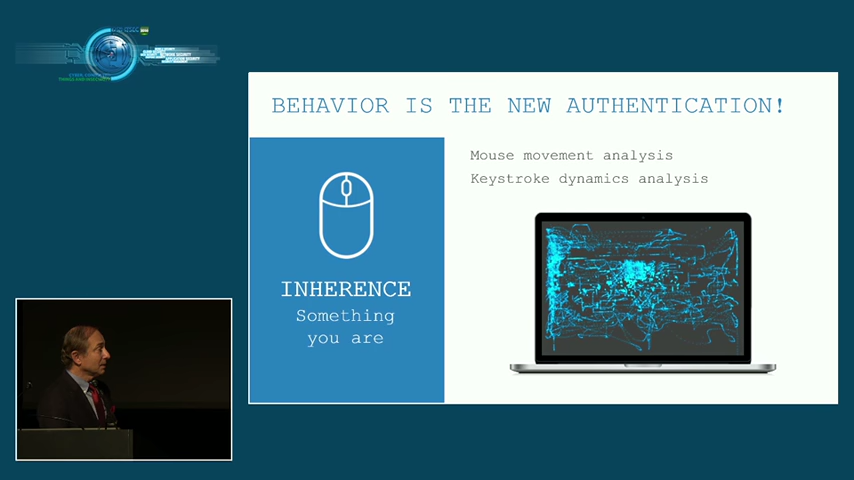 BEHAVIOR IS THE NEW AUTHENTICATION!
Mouse movement analysis
Keystroke dynamics analysis
INHERENCE
Something
you are